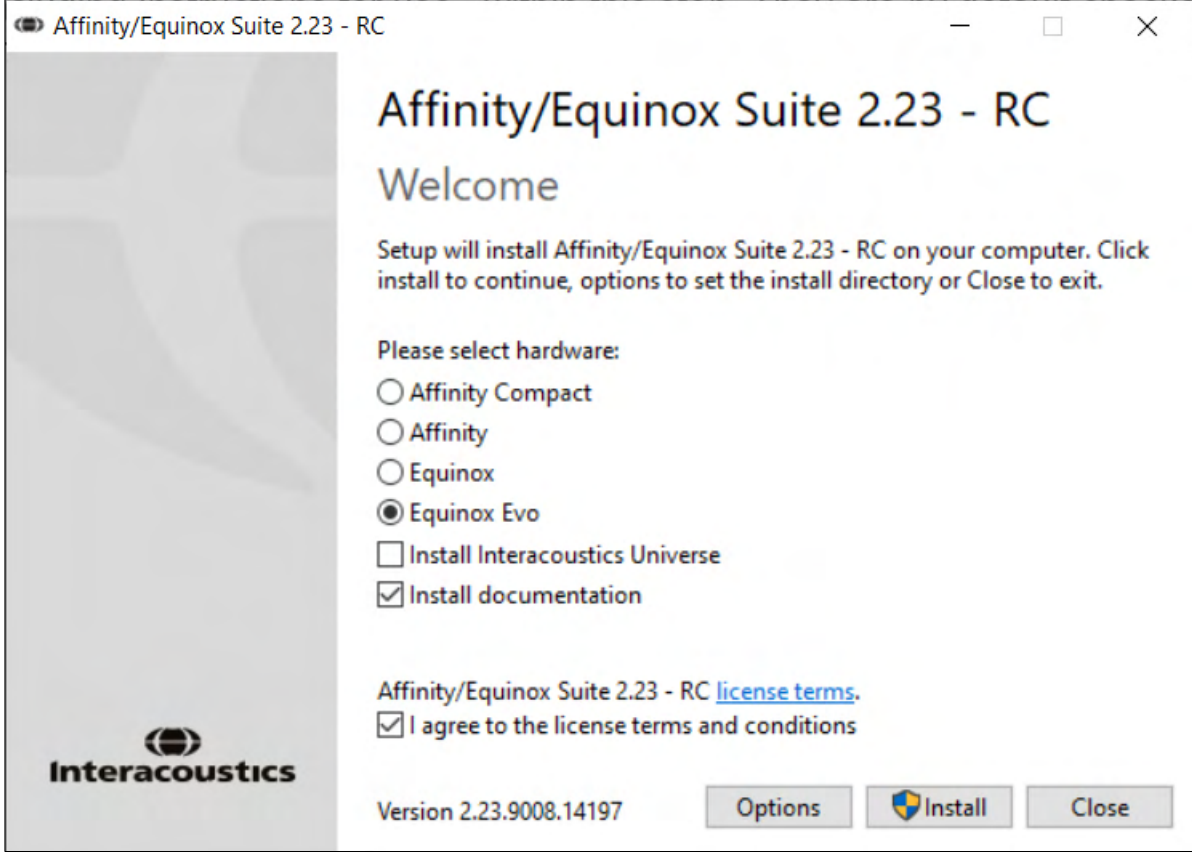 Affinity/Equinox Suite 2.23 - RC
Affinity/Equinox Suite 2.23 - RC
Welcome
Setup will install Affinity/Equinox Suite 2.23 - RC on your computer. Click
install to continue, options to set the install directory or Close to exit.
Please select hardware:
Affinity Compact
Affinity
Equinox
Equinox Evo
Install Interacoustics Universe
Install documentation
Affinity/Equinox Suite 2.23 - RC license terms.
I agree to the license terms and conditions
Interacoustics
Version 2.23.9008.14197
Options
Install
Close